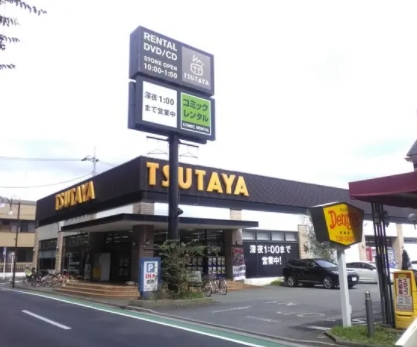 RENTAL
DVD/CD
STORE OPEN
10:00-1:00
TSUTAYA
深夜1:00
まで営業中
コミック
レンタル
COMIC RENTAL
TSUTAYA
TSUTAYA
深夜1:00まで
営業中!
P